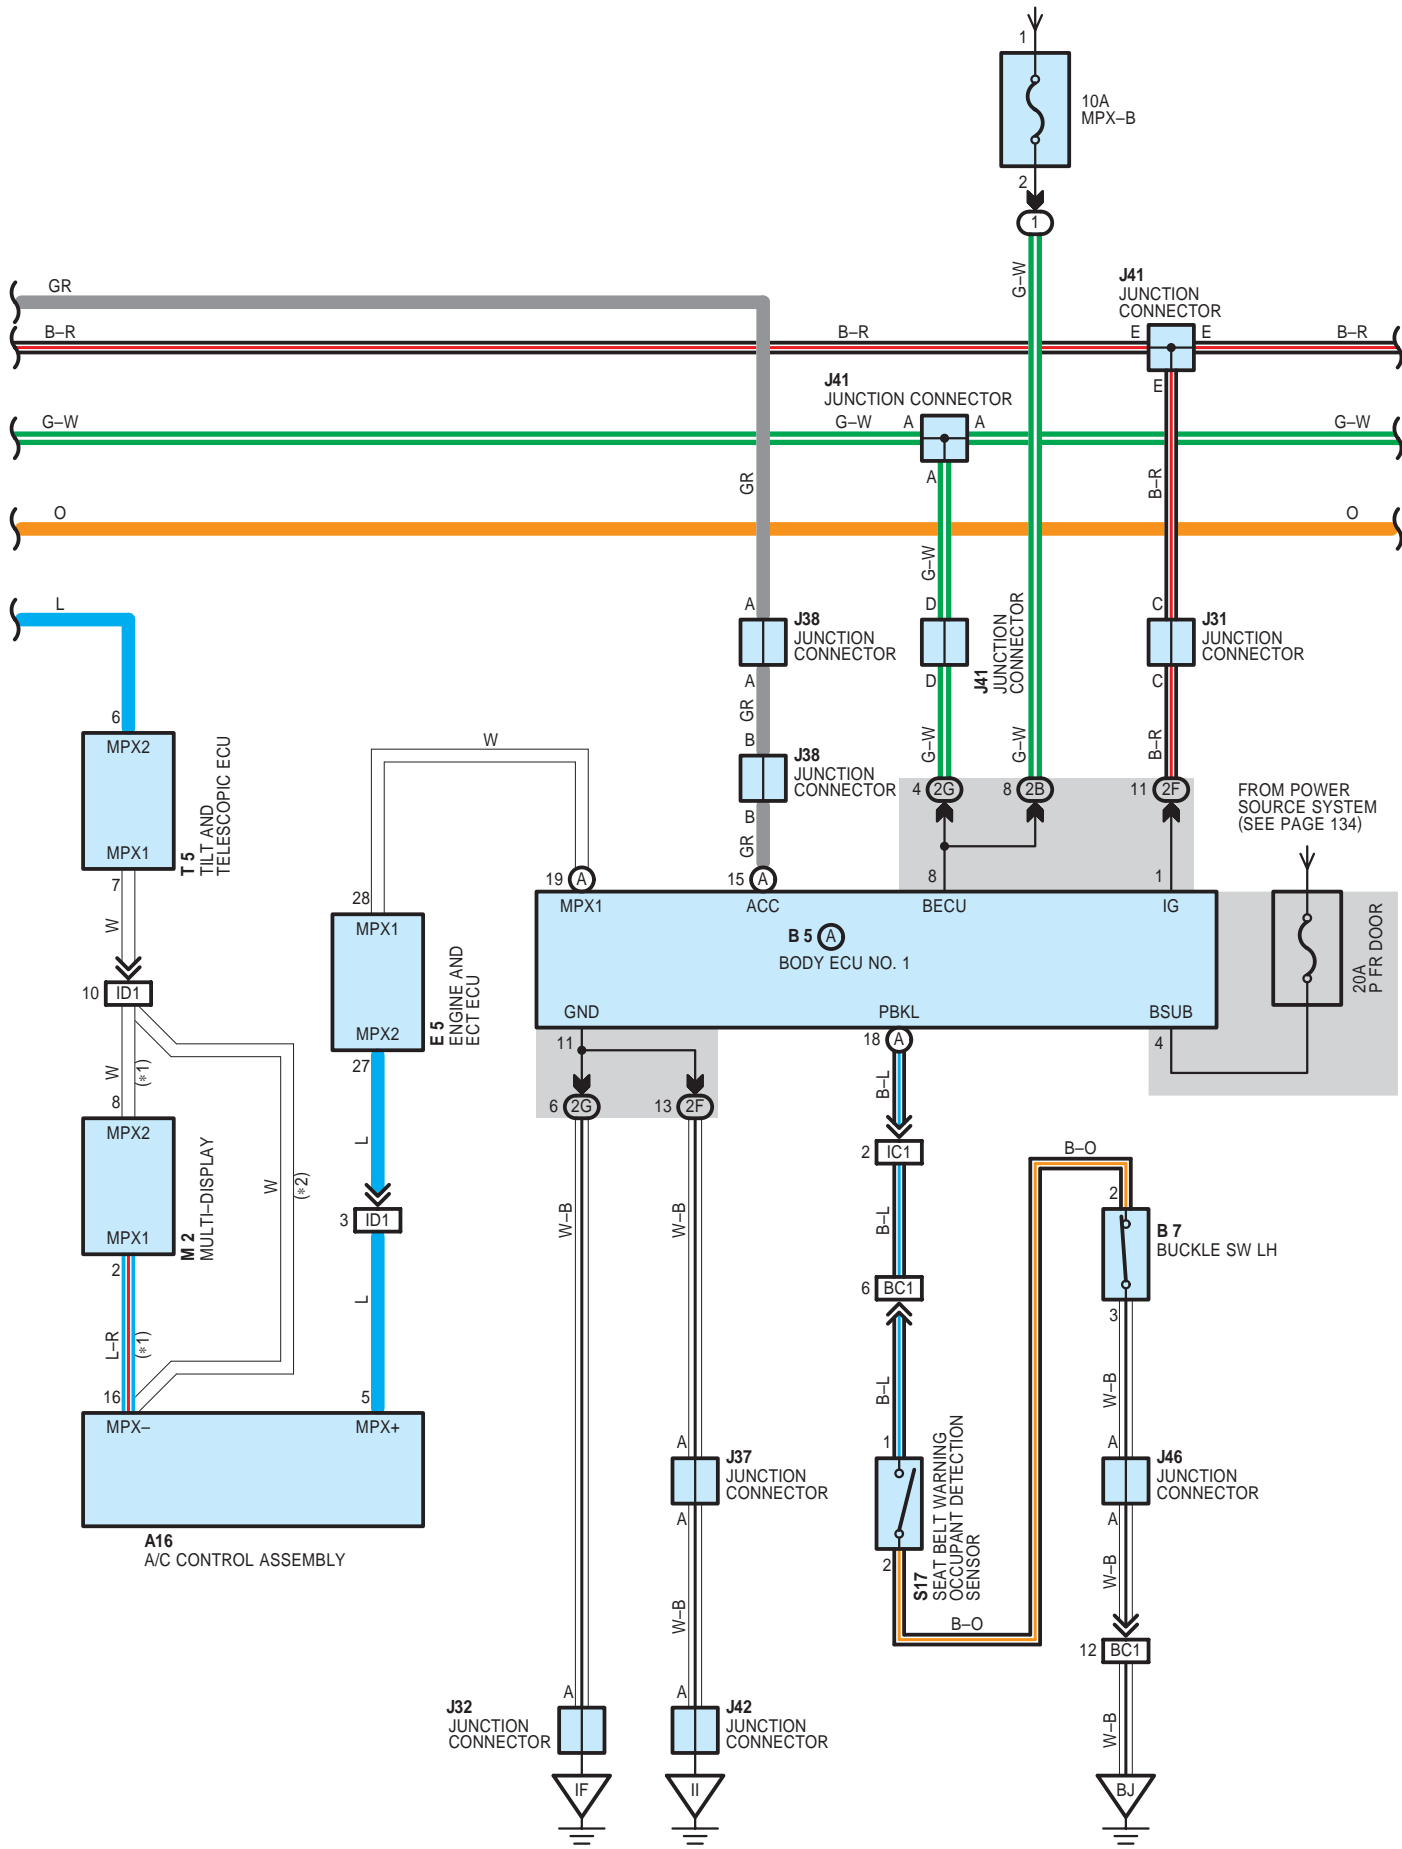 1
10A
MPX–B
2
1
G–W
J41
JUNCTION
CONNECTOR
GR
B–R
B–R
E
E
B–R
E
J41
JUNCTION CONNECTOR
G–W
G–W
A
A
G–W
A
GR
B–R
O
O
G–W
L
A
J38
JUNCTION
CONNECTOR
A
D
D
J41
JUNCTION
CONNECTOR
C
J31
JUNCTION
CONNECTOR
C
GR
B
J38
JUNCTION
CONNECTOR
B
GR
G–W
G–W
B–R
6
MPX2
MPX1
T 5
TILT AND
TELESCOPIC ECU
7
W
W
4
2G
8
2B
11
2F
FROM POWER
SOURCE SYSTEM
(SEE PAGE 134)
19
A
15
A
8
1
MPX1
ACC
BECU
IG
B 5
A
BODY ECU NO. 1
GND
PBKL
BSUB
20A
P FR DOOR
28
MPX1
MPX2
E 5
ENGINE AND
ECT ECU
27
10
ID1
W
(*1)
8
11
18
A
4
6
2G
13
2F
B–L
MPX2
MPX1
M 2
MULTI–DISPLAY
2
L
W
(*2)
3
ID1
L
2
IC1
B–L
B–O
2
B 7
BUCKLE SW LH
3
W–B
W–B
6
BC1
L–R
(*1)
16
5
MPX–
MPX+
A16
A/C CONTROL ASSEMBLY
B–L
1
W–B
A
J37
JUNCTION
CONNECTOR
A
2
S17
SEAT BELT WARNING
OCCUPANT DETECTION
SENSOR
A
J46
JUNCTION
CONNECTOR
A
W–B
W–B
B–O
12
BC1
W–B
A
J32
JUNCTION
CONNECTOR
A
J42
JUNCTION
CONNECTOR
IF
II
BJ